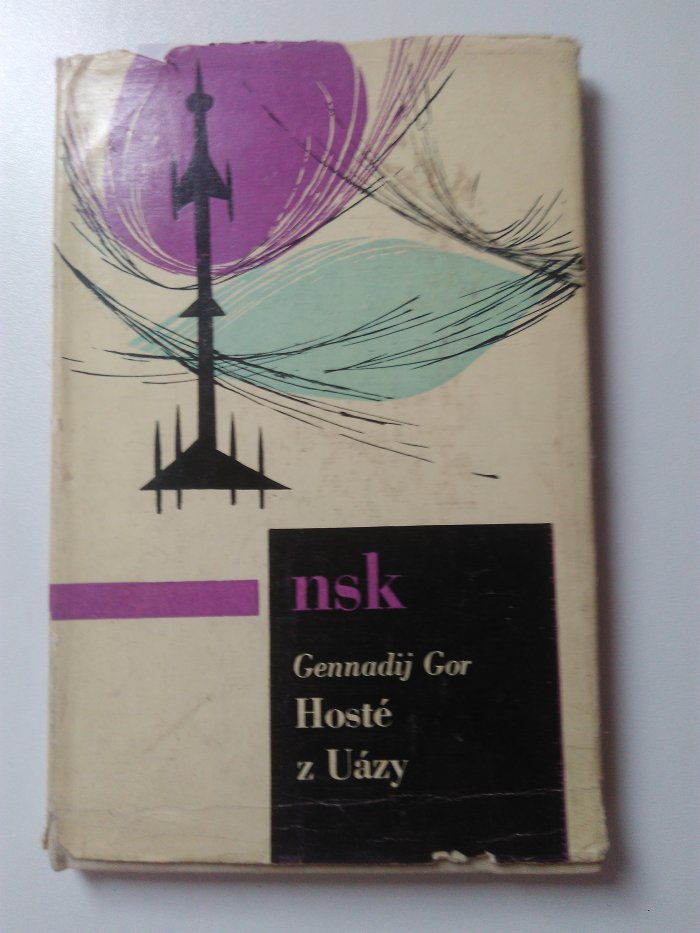 nsk
Gennadij Gor
Hosté
z Uázy